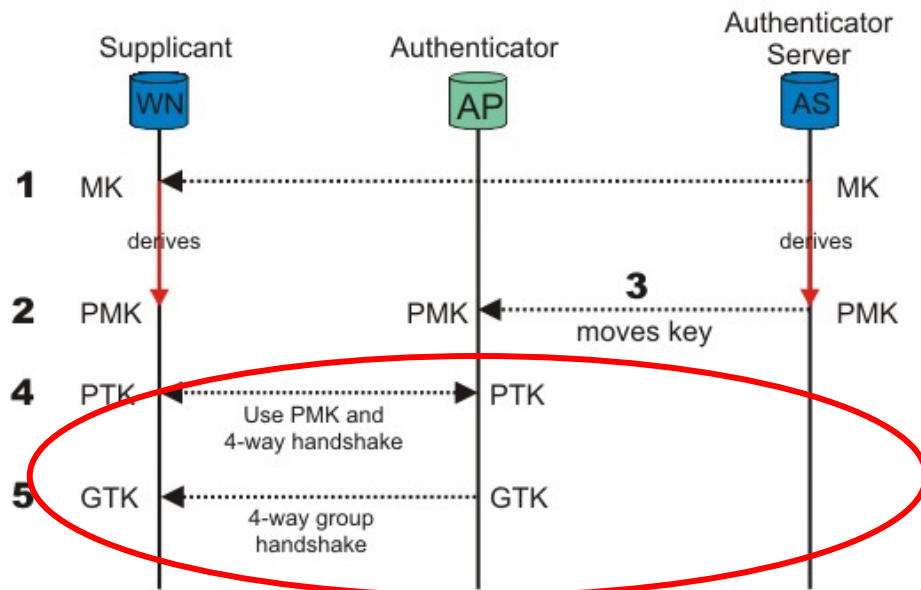 Supplicant
Authenticator
Authenticator
Server
WN
AP
AS
1
MK
MK
derives
derives
2
PMK
PMK
3
moves key
PMK
4
PTK
PTK
Use PMK and
4-way handshake
5
GTK
GTK
4-way group
handshake